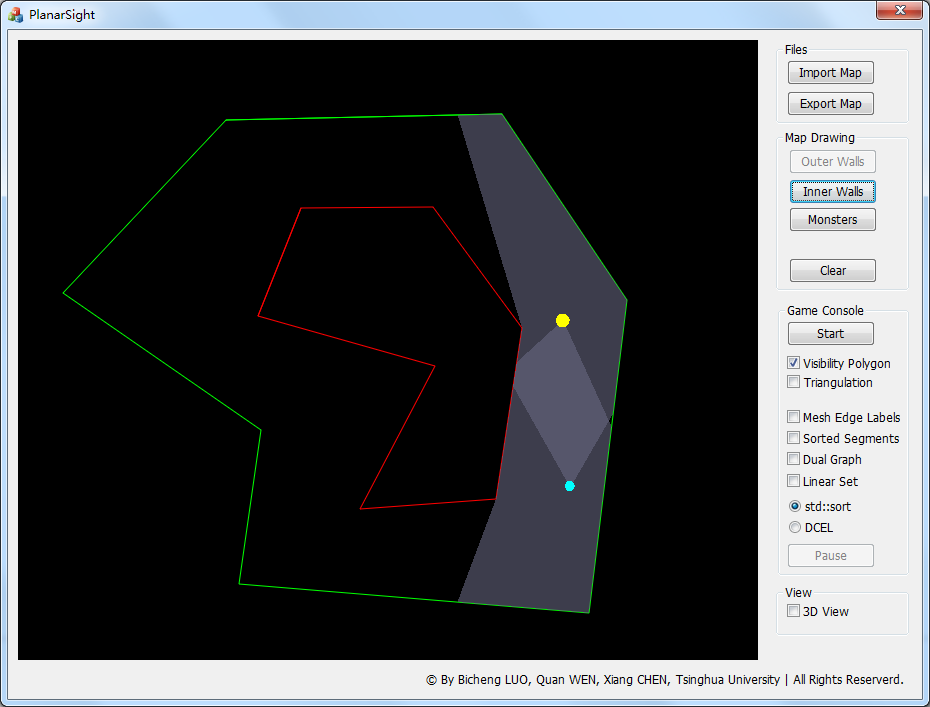 PlanarSight
Files
Import Map
Export Map
Map Drawing
Outer Walls
Inner Walls
Monsters
Clear
Game Console
Start
Visibility Polygon
Triangulation
Mesh Edge Labels
Sorted Segments
Dual Graph
Linear Set
std::sort
DCEL
Pause
View
3D View
© By Bicheng LUO, Quan WEN, Xiang CHEN, Tsinghua University | All Rights Reserverd.